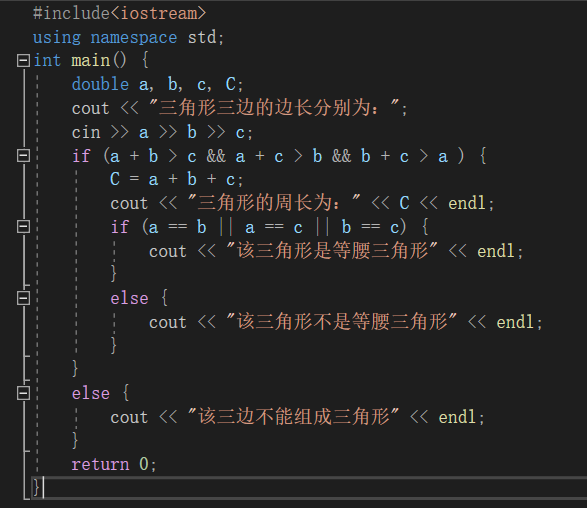 #include<iostream>
using namespace std;
int main() {
    double a, b, c, C;
    cout << "三角形三边的边长分别为：";
    cin >> a >> b >> c;
    if (a + b > c && a + c > b && b + c > a ) {
        C = a + b + c;
        cout << "三角形的周长为：" << C << endl;
        if (a == b || a == c || b == c) {
            cout << "该三角形是等腰三角形" << endl;
        }
        else {
            cout << "该三角形不是等腰三角形" << endl;
        }
    }
    else {
        cout << "该三边不能组成三角形" << endl;
    }
    return 0;
}